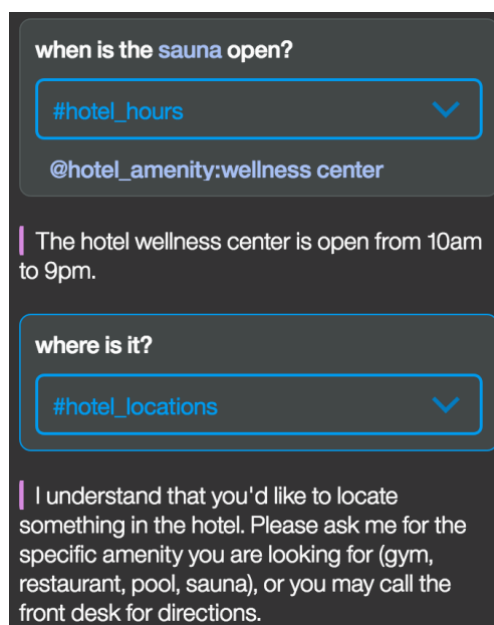 when is the sauna open?
#hotel_hours
@hotel_amenity:wellness center
The hotel wellness center is open from 10am
to 9pm.
where is it?
#hotel_locations
I understand that you'd like to locate
something in the hotel. Please ask me for the
specific amenity you are looking for (gym,
restaurant, pool, sauna), or you may call the
front desk for directions.